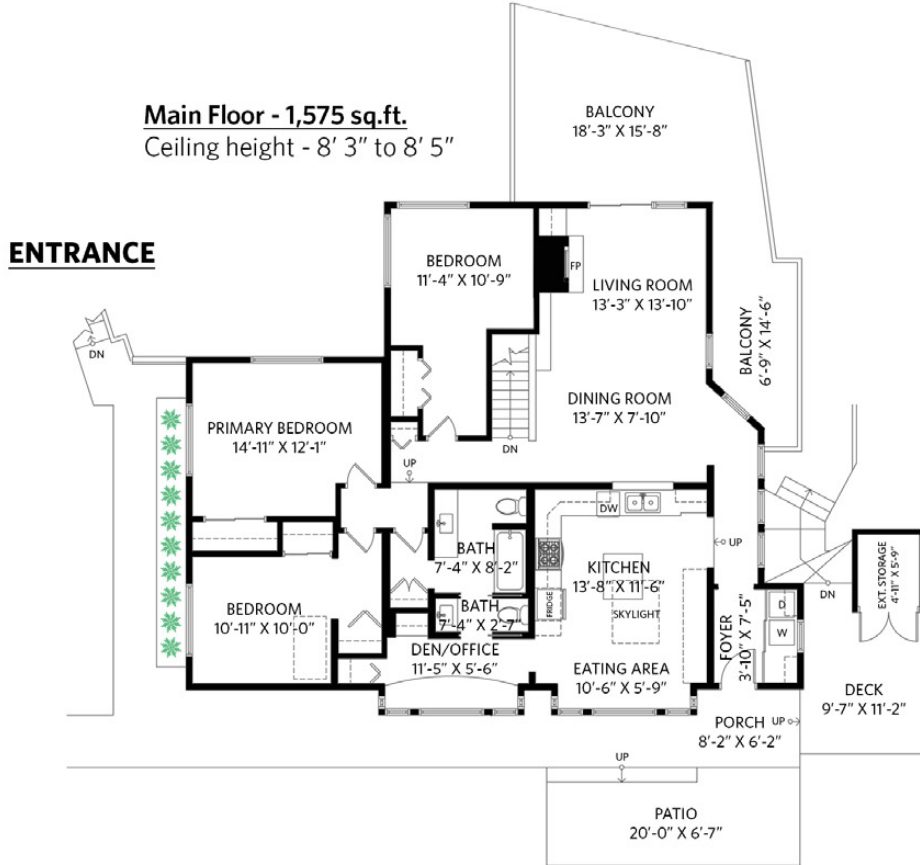 BALCONY
18'-3" X 15'-8"
Main Floor - 1,575 sq.ft.
Ceiling height - 8' 3" to 8' 5"
ENTRANCE
BEDROOM
11'-4" X 10'-9"
FP
LIVING ROOM
13'-3" X 13'-10"
BALCONY
6'-9" X 14'-6"
DN
PRIMARY BEDROOM
14'-11" X 12'-1"
DINING ROOM
13'-7" X 7'-10"
DN
UP
DW
BATH
7'-4" X 8'-2"
KITCHEN
13'-8" X 11'-6"
UP
EXT. STORAGE
4'-11" X 5'-9"
DN
FRIDGE
SKYLIGHT
BEDROOM
10'-11" X 10'-0"
BATH
7'-4" X 2'-7"
FOYER
3'-10" X 7'-5"
D
W
DEN/OFFICE
11'-5" X 5'-6"
EATING AREA
10'-6" X 5'-9"
DECK
9'-7" X 11'-2"
PORCH
8'-2" X 6'-2"
UP
UP
PATIO
20'-0" X 6'-7"